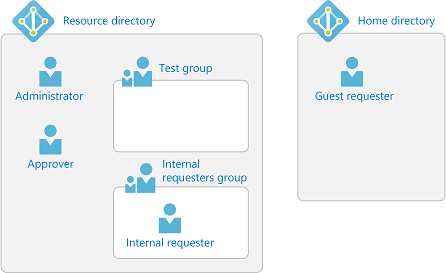 Resource directory
Home directory
Administrator
Test group
Guest requester
Approver
Internal
requesters group
Internal requester